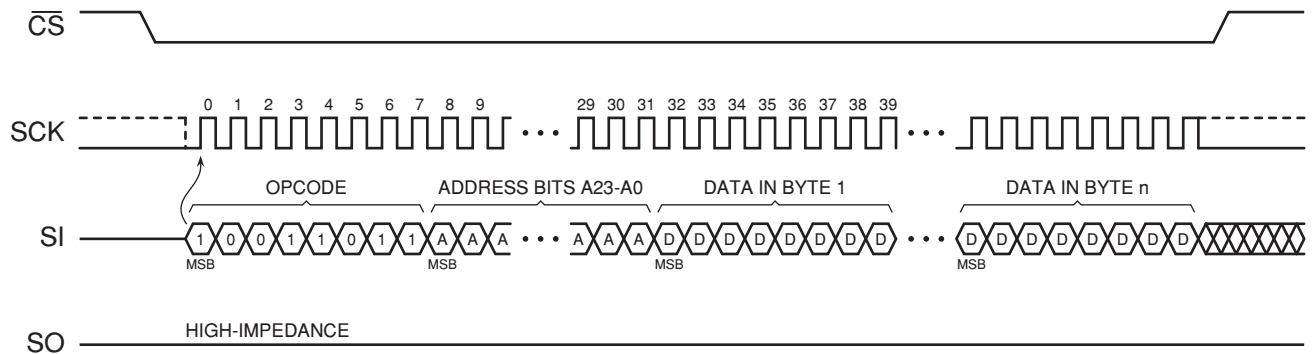 CS
0 1 2 3 4 5 6 7 8 9 29 30 31 32 33 34 35 36 37 38 39
SCK • • • • • •
OPCODE ADDRESS BITS A23-A0 DATA IN BYTE 1 DATA IN BYTE n
SI 1 0 0 1 1 0 1 1 A A A • • • A A A D D D D D D D D • • • D D D D D D D D
MSB MSB MSB MSB
HIGH-IMPEDANCE
SO